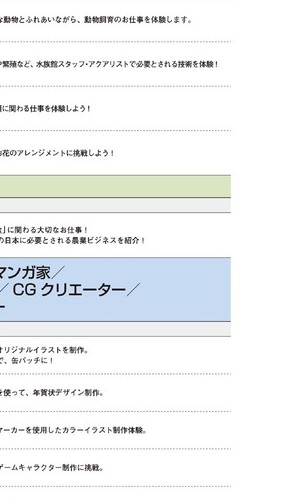 な動物とふれあいながら、動物飼育のお仕事を体験します。
や繁殖など、水族館スタッフ・アクアリストで必要とされる技術を体験！
に関わる仕事を体験しよう！
お花のアレンジメントに挑戦しよう！
」に関わる大切なお仕事！
の日本に必要とされる農業ビジネスを紹介！
マンガ家／
／CG クリエーター／
ー
オリジナルイラストを制作。
で、缶バッチに！
を使って、年賀状デザイン制作。
マーカーを使用したカラーイラスト制作体験。
ゲームキャラクター制作に挑戦。